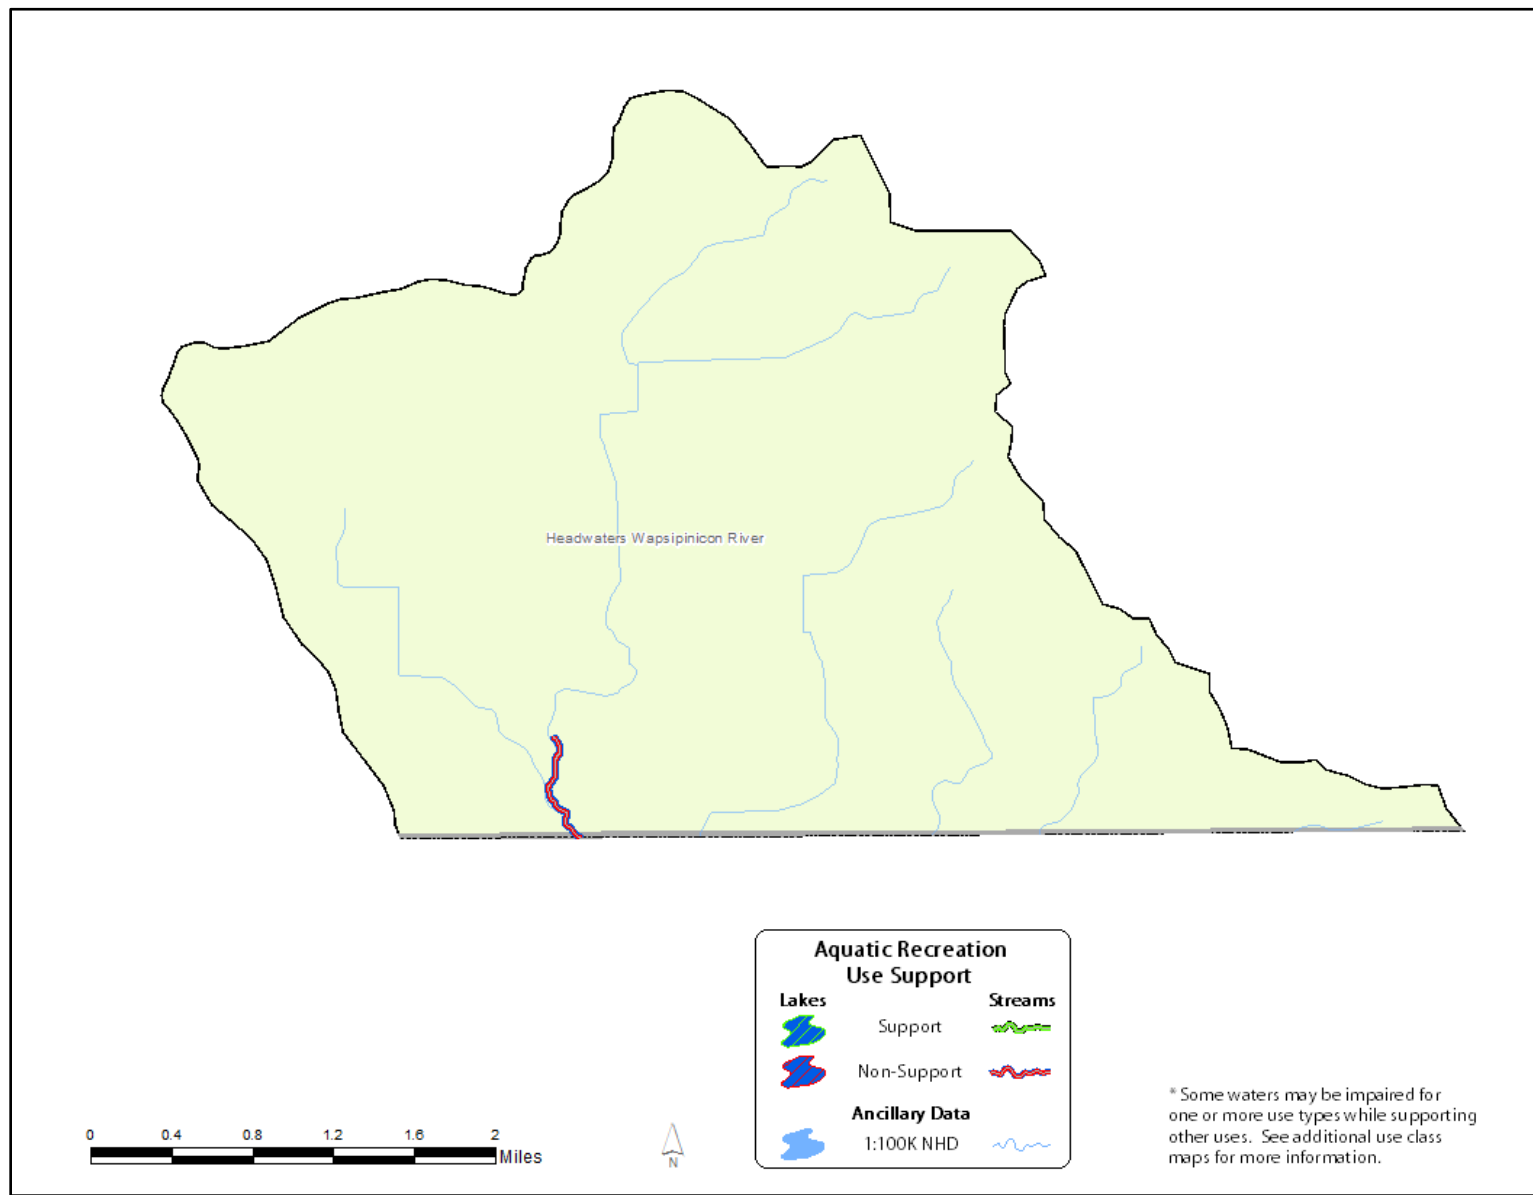 Headwaters Wapsipinicon River
Aquatic Recreation
Use Support
Lakes Streams
Support
Non-Support
Ancillary Data
1:100K NHD
* Some waters may be impaired for
one or more use types while supporting
other uses. See additional use class
maps for more information.
0 0.4 0.8 1.2 1.6 2
Miles
N